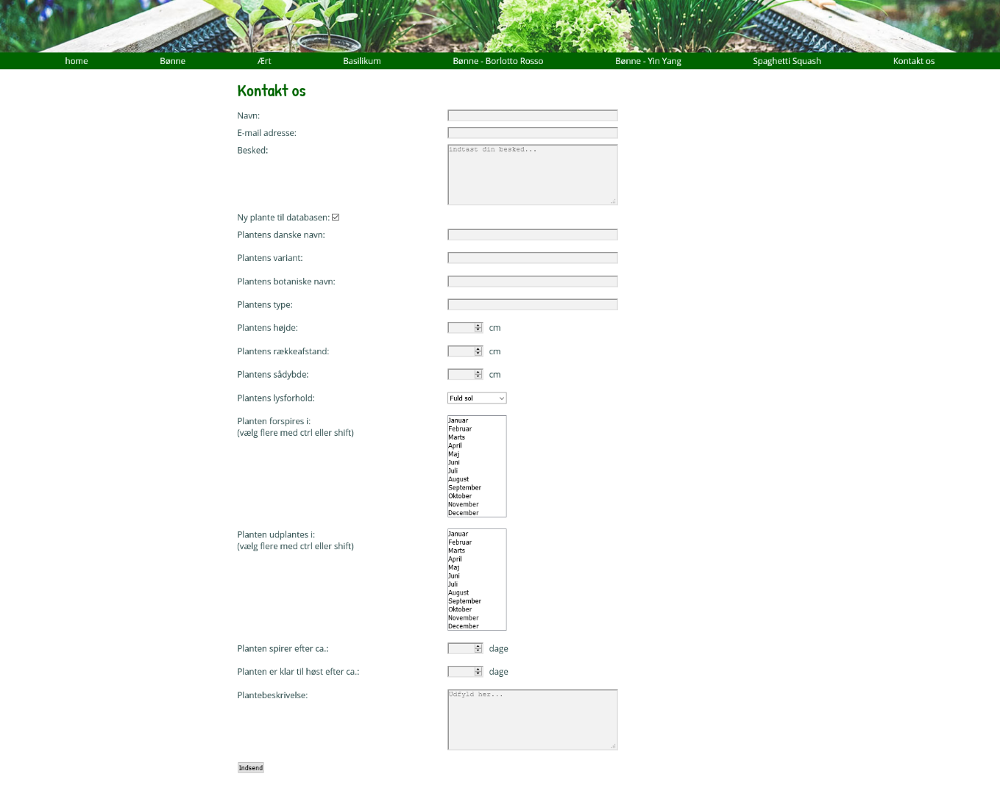 home Bønne Ært Basilikum Bønne - Borlotto Rosso Bønne - Yin Yang Spaghetti Squash Kontakt os
Kontakt os
Navn:
E-mail adresse:
Besked: indtast din besked...
Ny plante til databasen:
Plantens danske navn:
Plantens variant:
Plantens botaniske navn:
Plantens type:
Plantens højde: cm
Plantens rækkeafstand: cm
Plantens sådybde: cm
Plantens lysforhold: Fuld sol
Planten forspires i:
(vælg flere med ctrl eller shift)
Januar
Februar
Marts
April
Maj
Juni
Juli
August
September
Oktober
November
December
Planten udplantes i:
(vælg flere med ctrl eller shift)
Januar
Februar
Marts
April
Maj
Juni
Juli
August
September
Oktober
November
December
Planten spirer efter ca.: dage
Planten er klar til høst efter ca.: dage
Plantebeskrivelse: Udfyld her...
Indsend